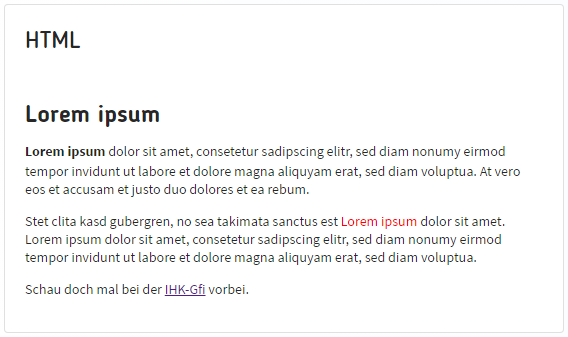 HTML
Lorem ipsum
Lorem ipsum dolor sit amet, consetetur sadipscing elitr, sed diam nonumy eirmod
tempor invidunt ut labore et dolore magna aliquyam erat, sed diam voluptua. At vero
eos et accusam et justo duo dolores et ea rebum.
Stet clita kasd gubergren, no sea takimata sanctus est Lorem ipsum dolor sit amet.
Lorem ipsum dolor sit amet, consetetur sadipscing elitr, sed diam nonumy eirmod
tempor invidunt ut labore et dolore magna aliquyam erat, sed diam voluptua.
Schau doch mal bei der IHK-Gfi vorbei.